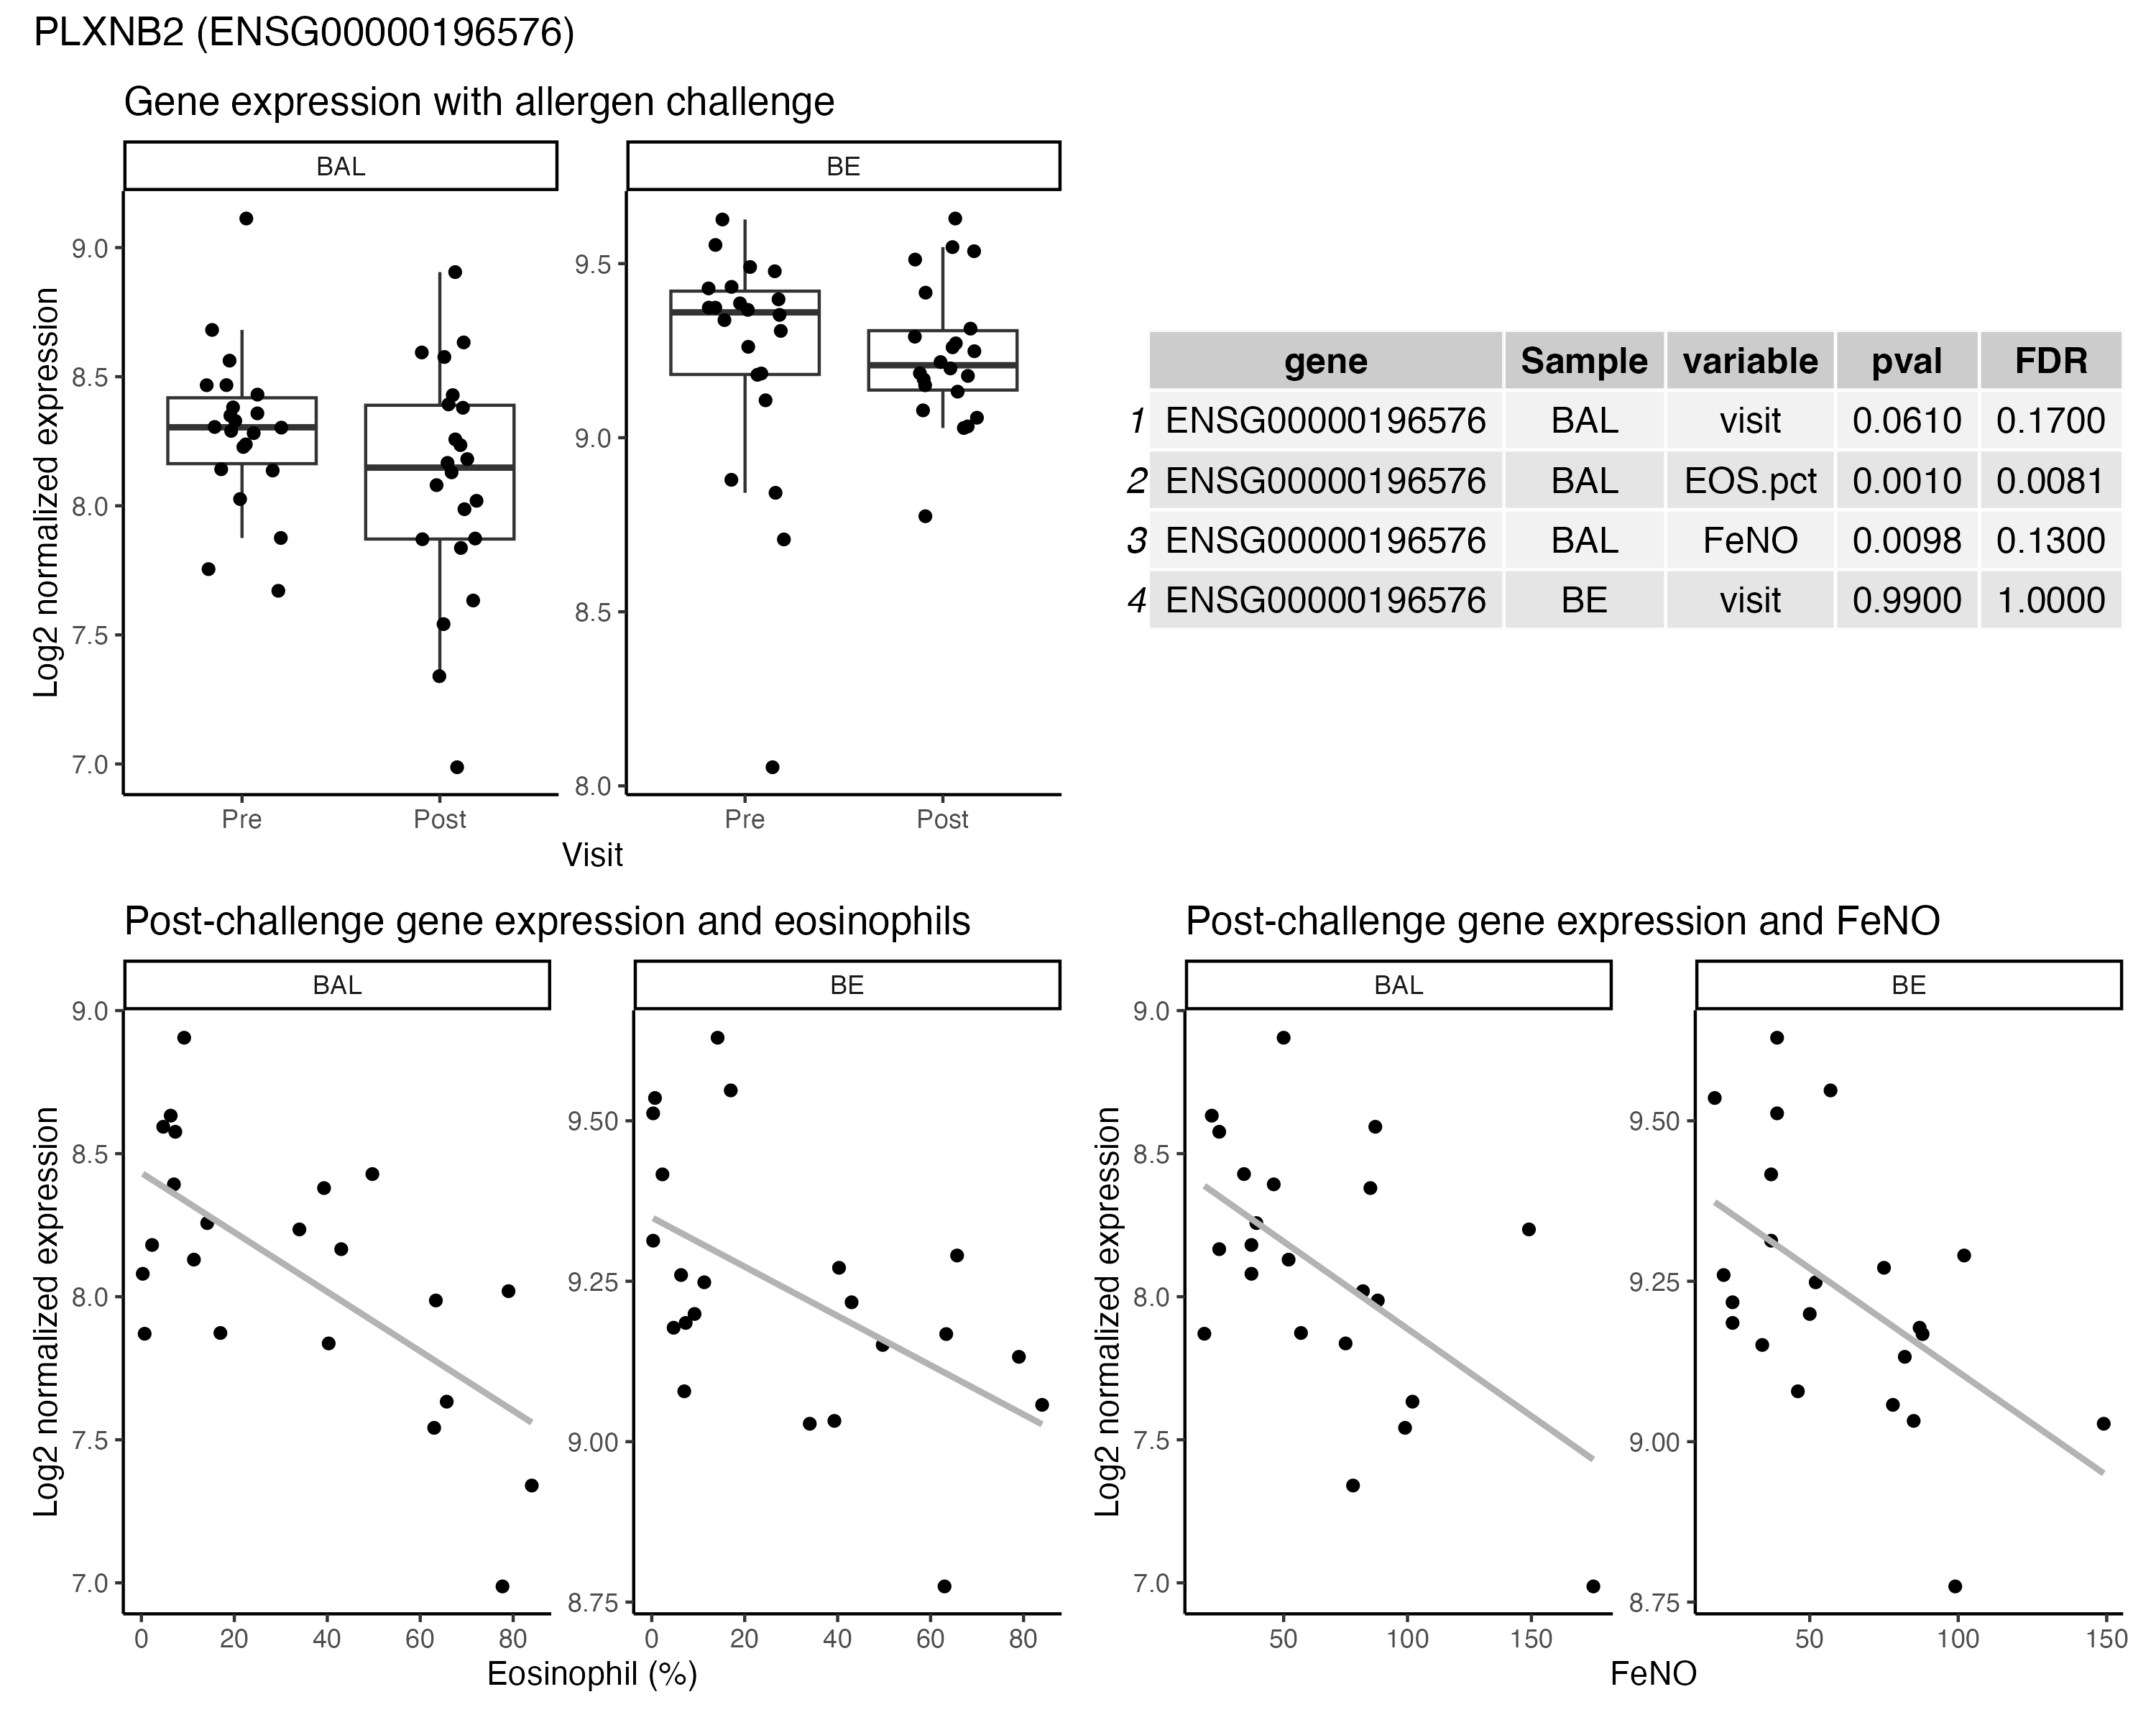 PLXNB2 (ENSG00000196576)
Gene expression with allergen challenge
BAL
BE
Log2 normalized expression
9.0
8.5
8.0
7.5
7.0
9.5
9.0
8.5
8.0
Pre
Post
Pre
Post
Visit
gene Sample variable pval FDR
1 ENSG00000196576 BAL visit 0.0610 0.1700
2 ENSG00000196576 BAL EOS.pct 0.0010 0.0081
3 ENSG00000196576 BAL FeNO 0.0098 0.1300
4 ENSG00000196576 BE visit 0.9900 1.0000
Post-challenge gene expression and eosinophils
BAL
BE
Log2 normalized expression
9.0
8.5
8.0
7.5
7.0
9.50
9.25
9.00
8.75
0 20 40 60 80
0 20 40 60 80
Eosinophil (%)
Post-challenge gene expression and FeNO
BAL
BE
Log2 normalized expression
9.0
8.5
8.0
7.5
7.0
9.50
9.25
9.00
8.75
50 100 150
50 100 150
FeNO